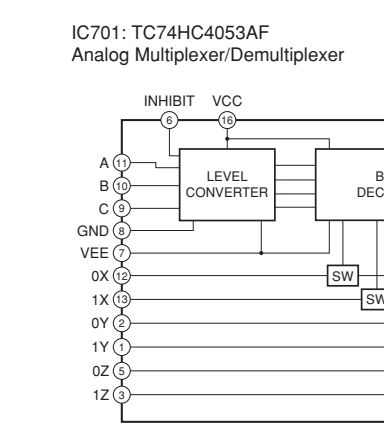 IC701: TC74HC4053AF
Analog Multiplexer/Demultiplexer
INHIBIT VCC
6 16
A 11
B 10
C 9
GND 8
VEE 7
0X 12
1X 13
0Y 2
1Y 1
0Z 5
1Z 3
LEVEL
CONVERTER
SW
SW